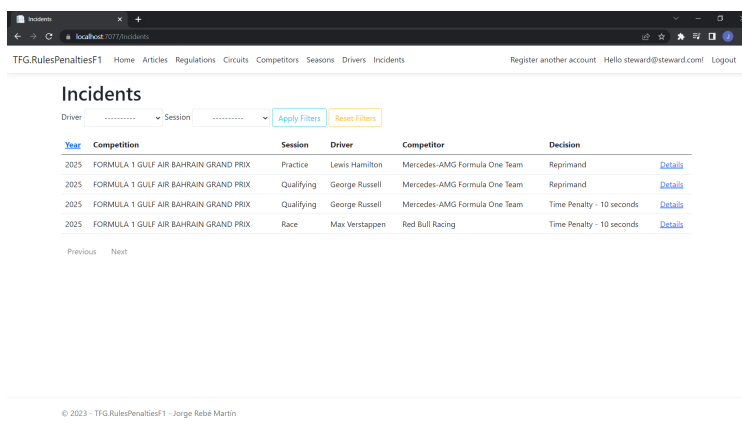 Incidents
localhost:7077/Incidents
TFG.RulesPenaltiesF1 Home Articles Regulations Circuits Competitors Seasons Drivers Incidents Register another account Hello steward@steward.com! Logout
Incidents
Driver ---------- Session ---------- Apply Filters Reset Filters
Year Competition Session Driver Competitor Decision
2025 FORMULA 1 GULF AIR BAHRAIN GRAND PRIX Practice Lewis Hamilton Mercedes-AMG Formula One Team Reprimand Details
2025 FORMULA 1 GULF AIR BAHRAIN GRAND PRIX Qualifying George Russell Mercedes-AMG Formula One Team Reprimand Details
2025 FORMULA 1 GULF AIR BAHRAIN GRAND PRIX Qualifying George Russell Mercedes-AMG Formula One Team Time Penalty - 10 seconds Details
2025 FORMULA 1 GULF AIR BAHRAIN GRAND PRIX Race Max Verstappen Red Bull Racing Time Penalty - 10 seconds Details
Previous Next
© 2023 - TFG.RulesPenaltiesF1 - Jorge Rebé Martín